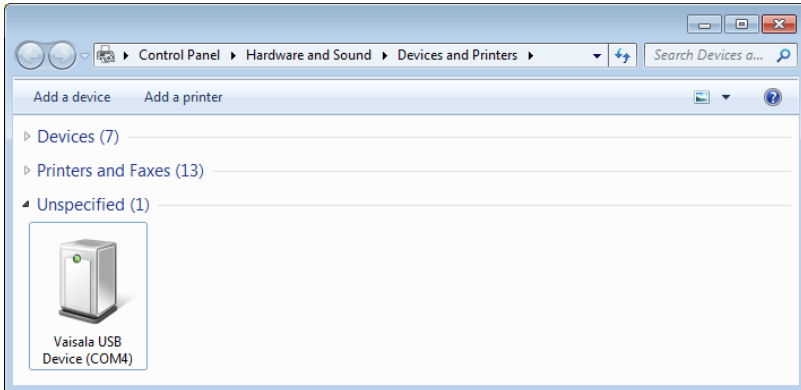 Control Panel Hardware and Sound Devices and Printers
Search Devices a...
Add a device Add a printer
Devices (7)
Printers and Faxes (13)
Unspecified (1)
Vaisala USB
Device (COM4)